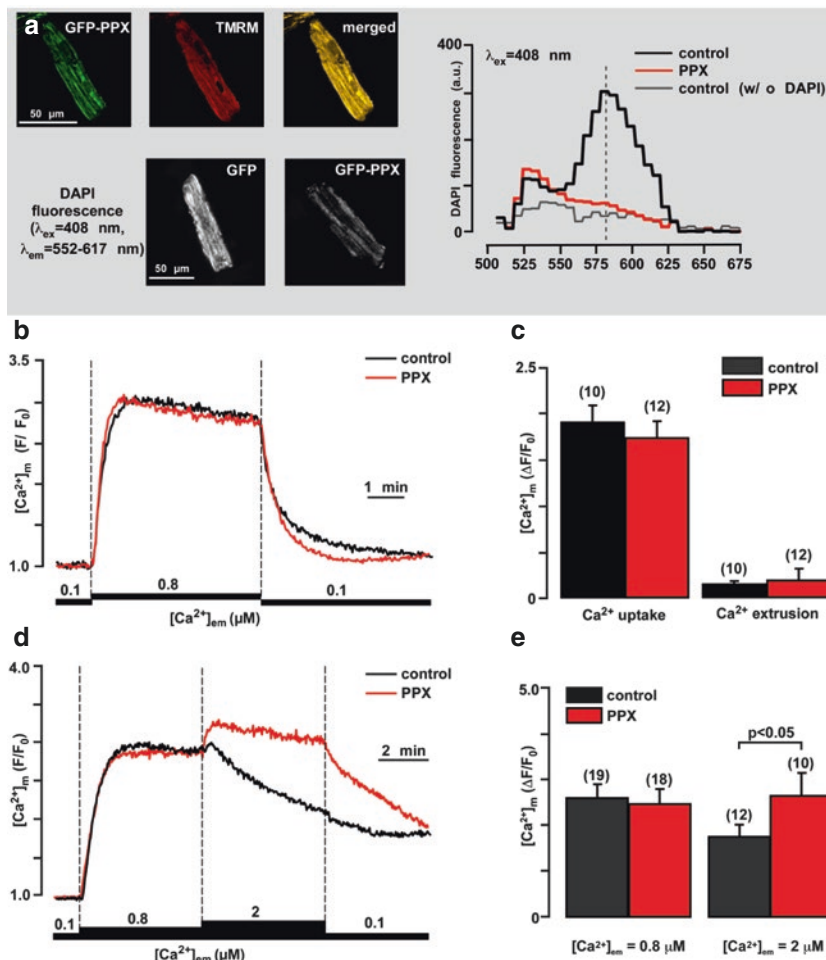 a
GFP-PPX
TMRM
merged
50 μm
DAPI
fluorescence
(λex=408 nm,
λem=552-617 nm)
GFP
GFP-PPX
50 μm
λex=408 nm
control
PPX
control (w/ o DAPI)
DAPI fluorescence (a.u.)
400
0
500 525 550 575 600 625 650 675
b
3.5
1.0
[Ca²⁺]m (F/ F₀)
control
PPX
1 min
0.1
0.8
0.1
[Ca²⁺]em (μM)
c
2.5
0
[Ca²⁺]m (ΔF/F₀)
control
PPX
(10)
(12)
(10)
(12)
Ca²⁺ uptake
Ca²⁺ extrusion
d
4.0
1.0
[Ca²⁺]m (F/F₀)
control
PPX
2 min
0.1
0.8
2
0.1
[Ca²⁺]em (μM)
e
5.0
0
[Ca²⁺]m (ΔF/F₀)
control
PPX
p<0.05
(19)
(18)
(12)
(10)
[Ca²⁺]em = 0.8 μM
[Ca²⁺]em = 2 μM